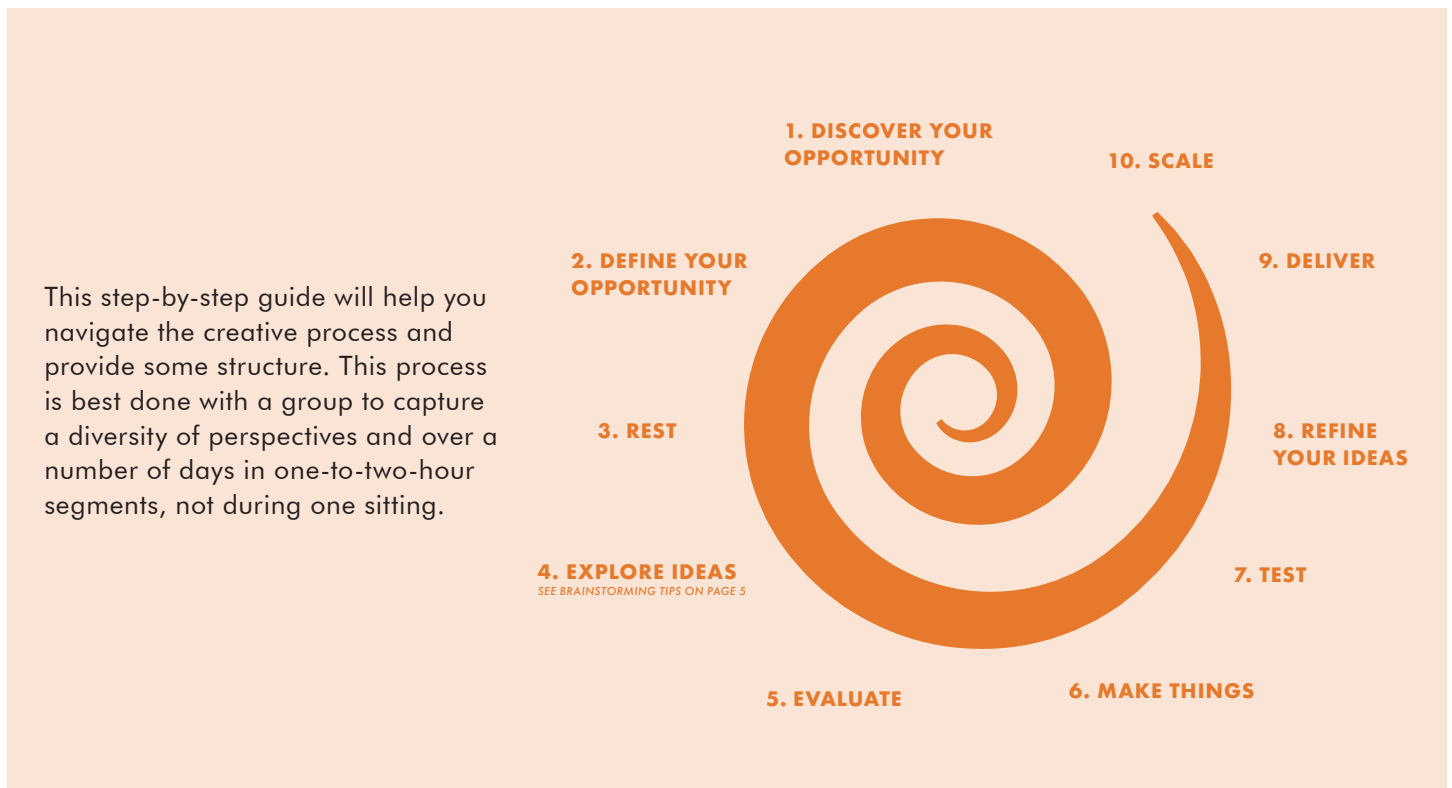 This step-by-step guide will help you
navigate the creative process and
provide some structure. This process
is best done with a group to capture
a diversity of perspectives and over a
number of days in one-to-two-hour
segments, not during one sitting.
1. DISCOVER YOUR
OPPORTUNITY
2. DEFINE YOUR
OPPORTUNITY
3. REST
4. EXPLORE IDEAS
SEE BRAINSTORMING TIPS ON PAGE 5
5. EVALUATE
6. MAKE THINGS
7. TEST
8. REFINE
YOUR IDEAS
9. DELIVER
10. SCALE